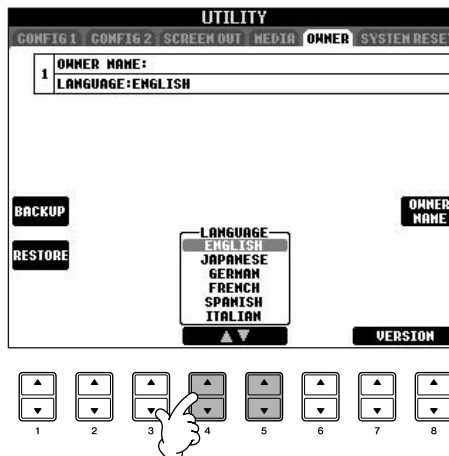 UTILITY
CONFIG 1 CONFIG 2 SCREEN OUT MEDIA OWNER SYSTEM RESET
1
OWNER NAME:
LANGUAGE:ENGLISH
BACKUP
OWNER
NAME
RESTORE
LANGUAGE
ENGLISH
JAPANESE
GERMAN
FRENCH
SPANISH
ITALIAN
VERSION
1 2 3 4 5 6 7 8